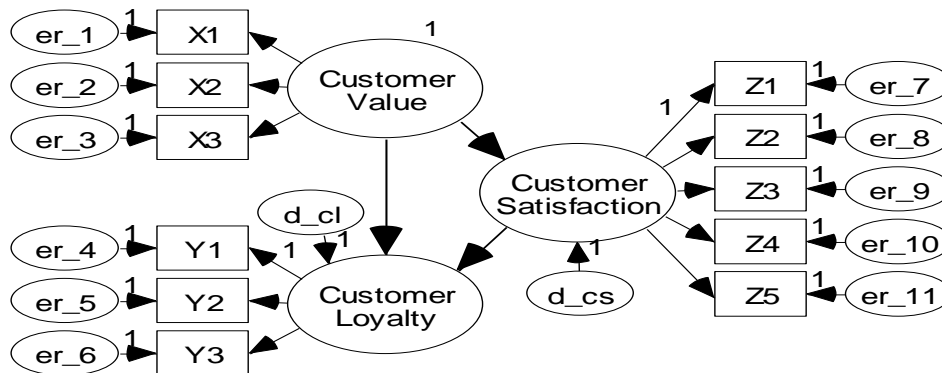 1
er_1
1
X1
er_2
1
X2
er_3
1
X3
Customer
Value
1
Z1
1
er_7
Z2
1
er_8
Z3
1
er_9
Z4
1
er_10
Z5
1
er_11
1
Customer
Satisfaction
1
d_cs
d_cl
1
er_4
1
Y1
1
er_5
1
Y2
er_6
1
Y3
Customer
Loyalty